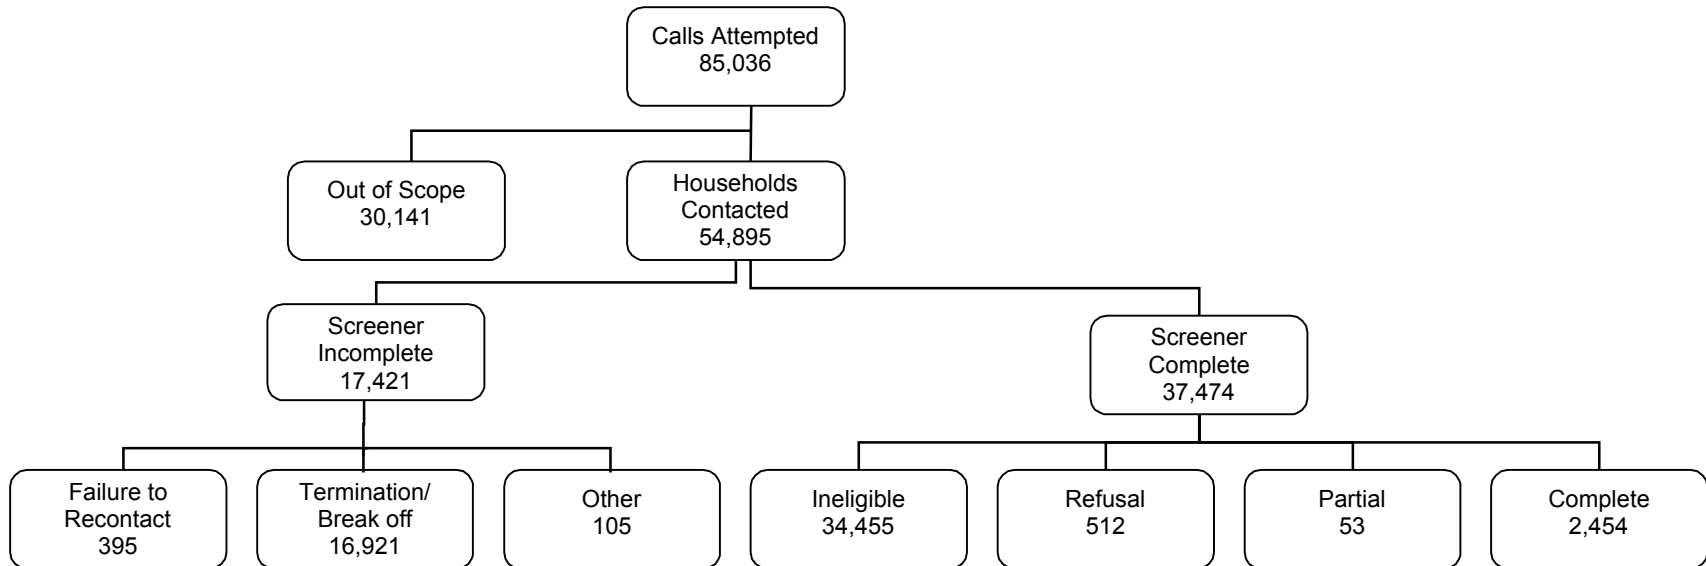 Calls Attempted
85,036
Out of Scope
30,141
Households
Contacted
54,895
Screener
Incomplete
17,421
Screener
Complete
37,474
Failure to
Recontact
395
Termination/
Break off
16,921
Other
105
Ineligible
34,455
Refusal
512
Partial
53
Complete
2,454